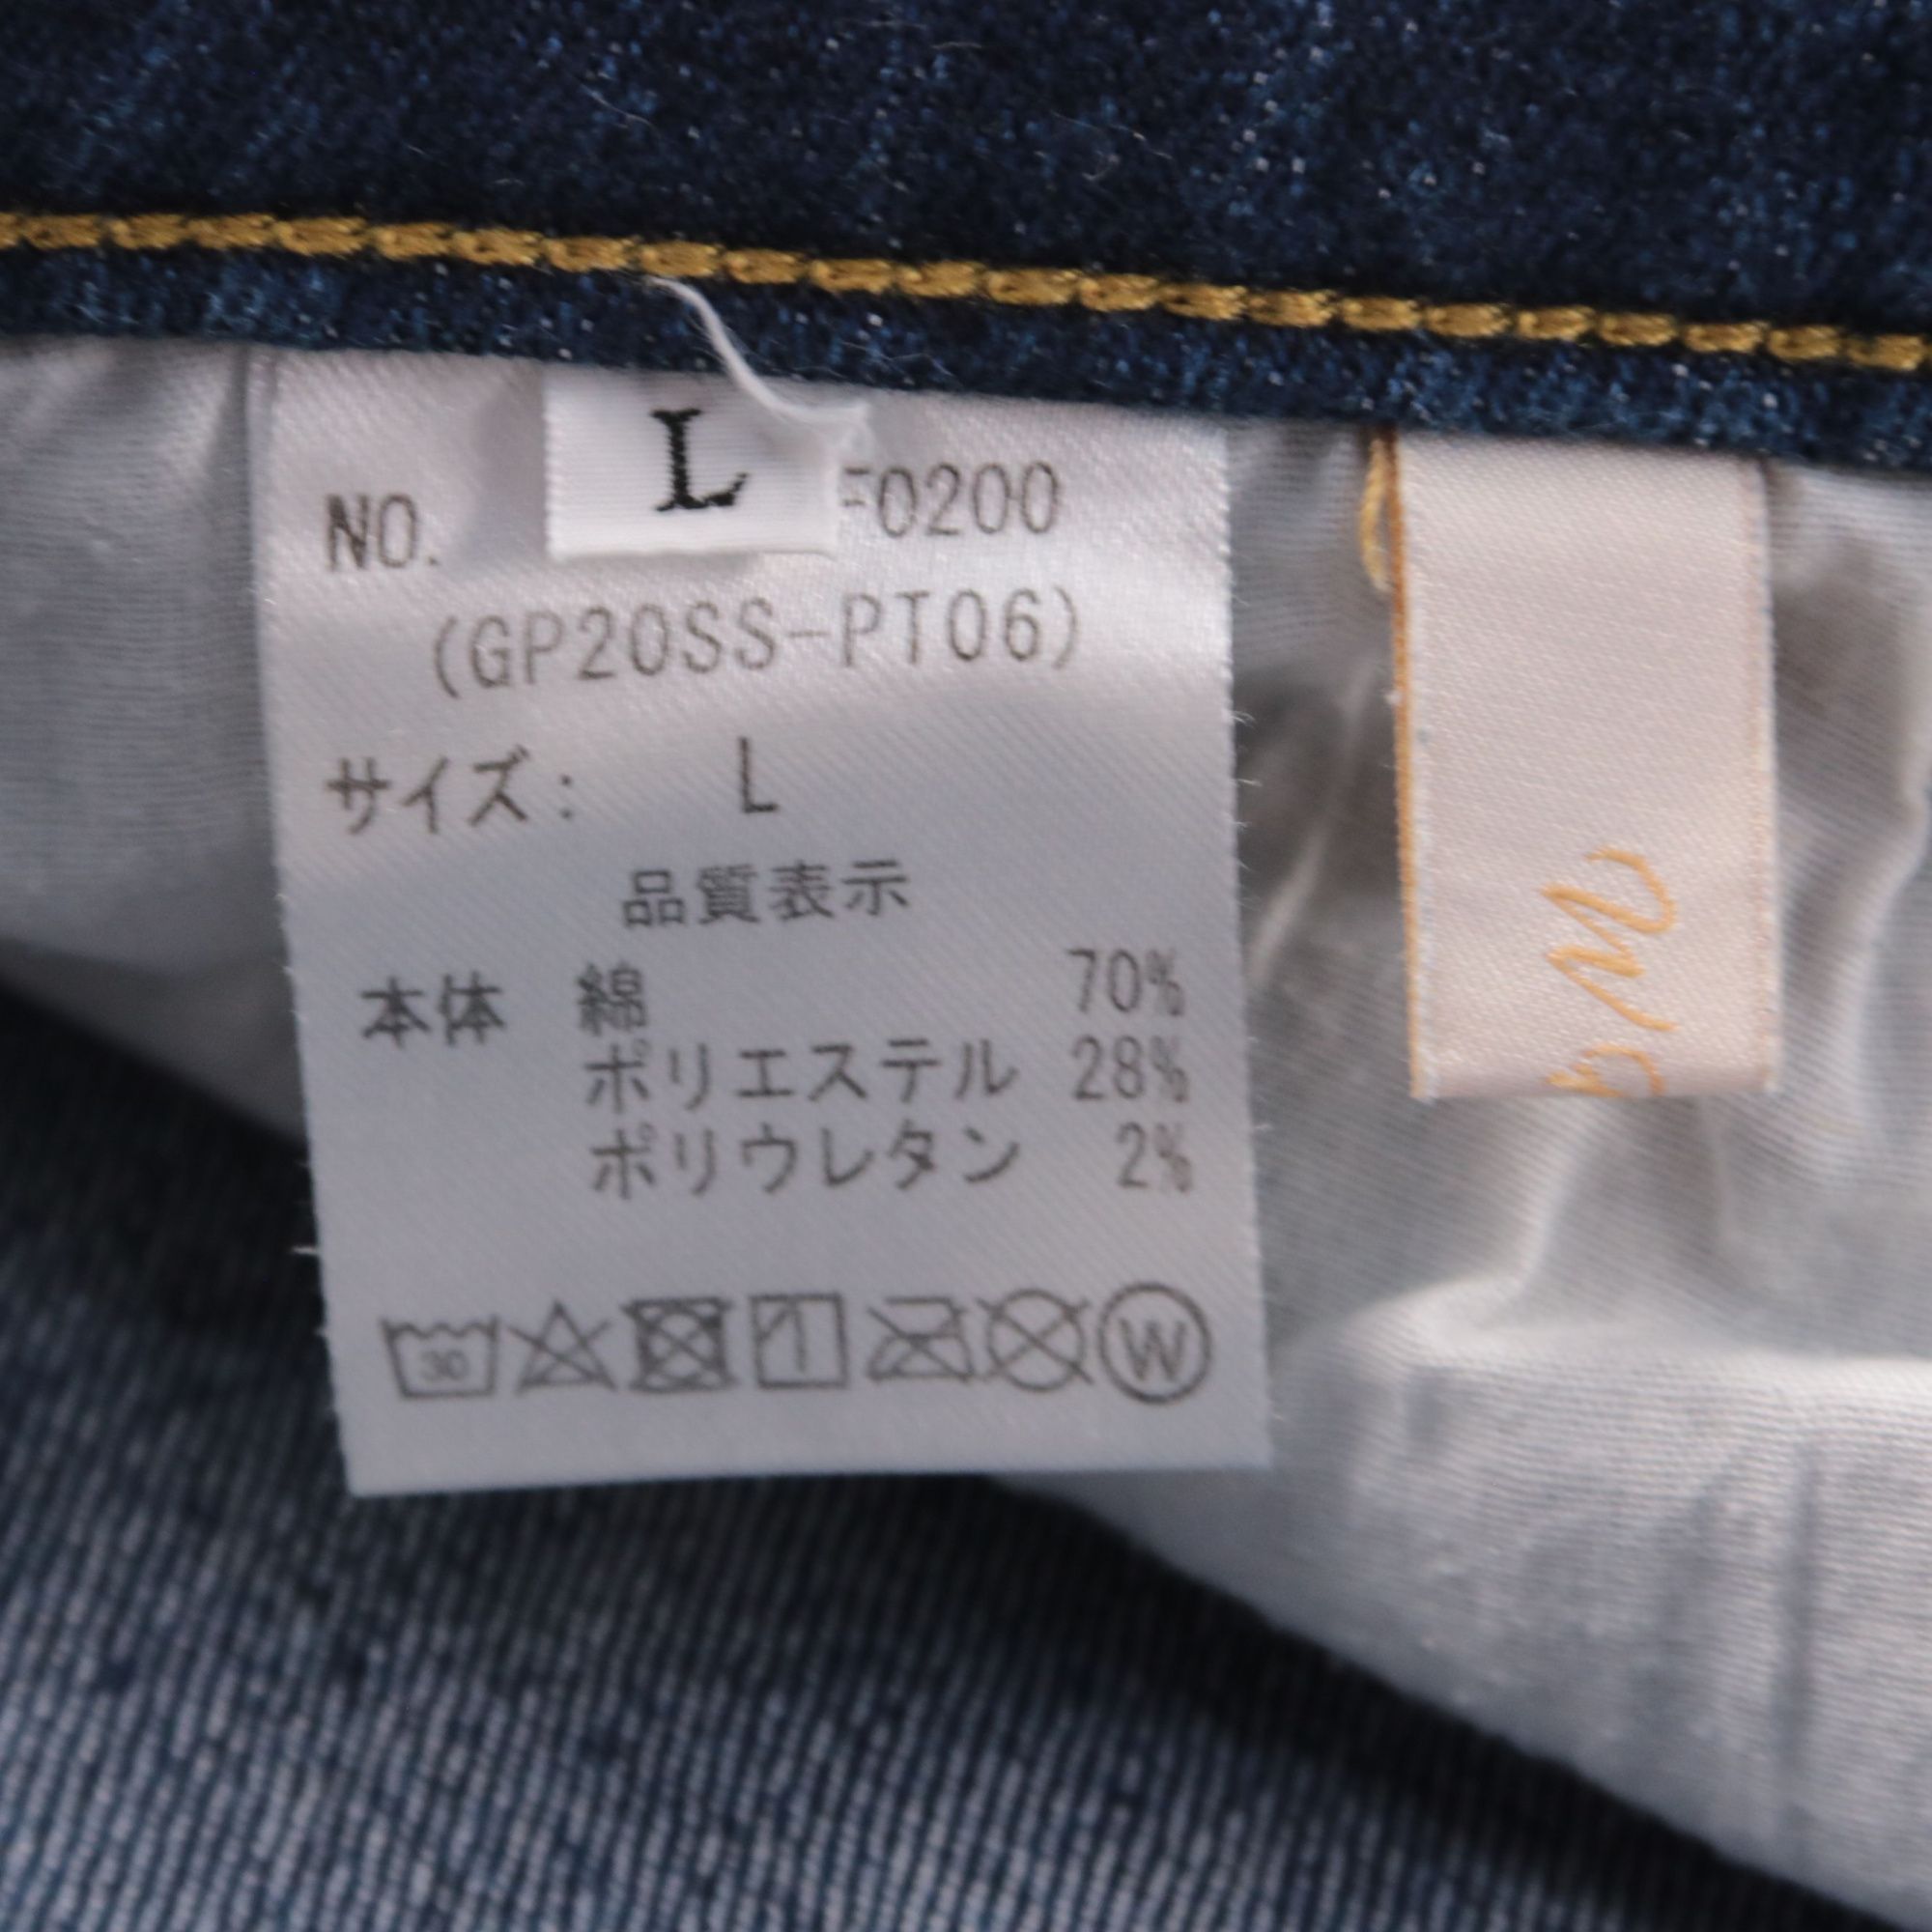 L
NO. F0200
(GP20SS-PT06)
サイズ: L
品質表示
本体 綿 70%
ポリエステル 28%
ポリウレタン 2%
30
W